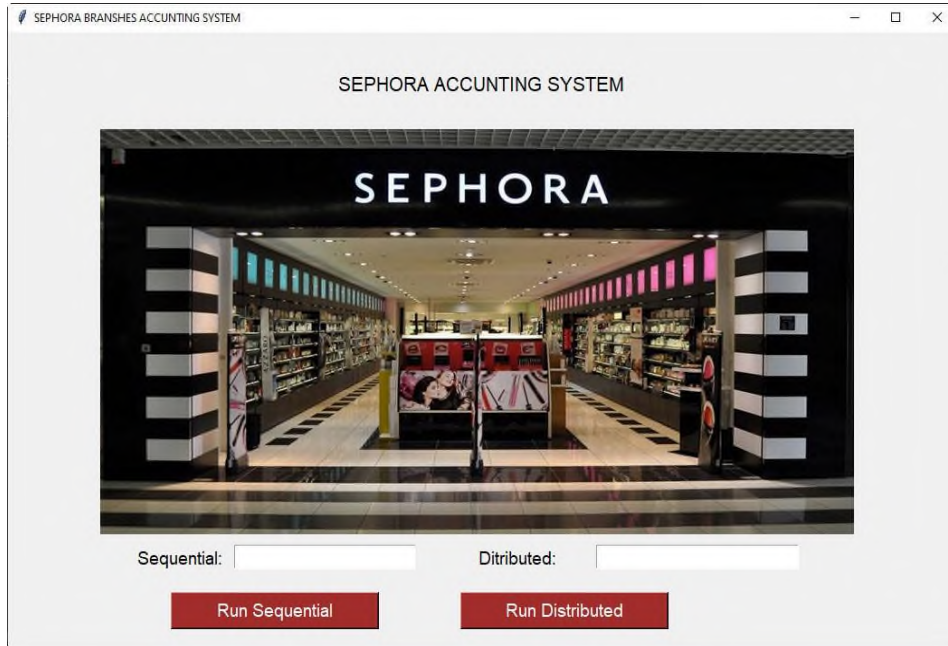 SEPHORA BRANSHES ACCUNTING SYSTEM
SEPHORA ACCUNTING SYSTEM
SEPHORA
Sequential:
Ditributed:
Run Sequential
Run Distributed